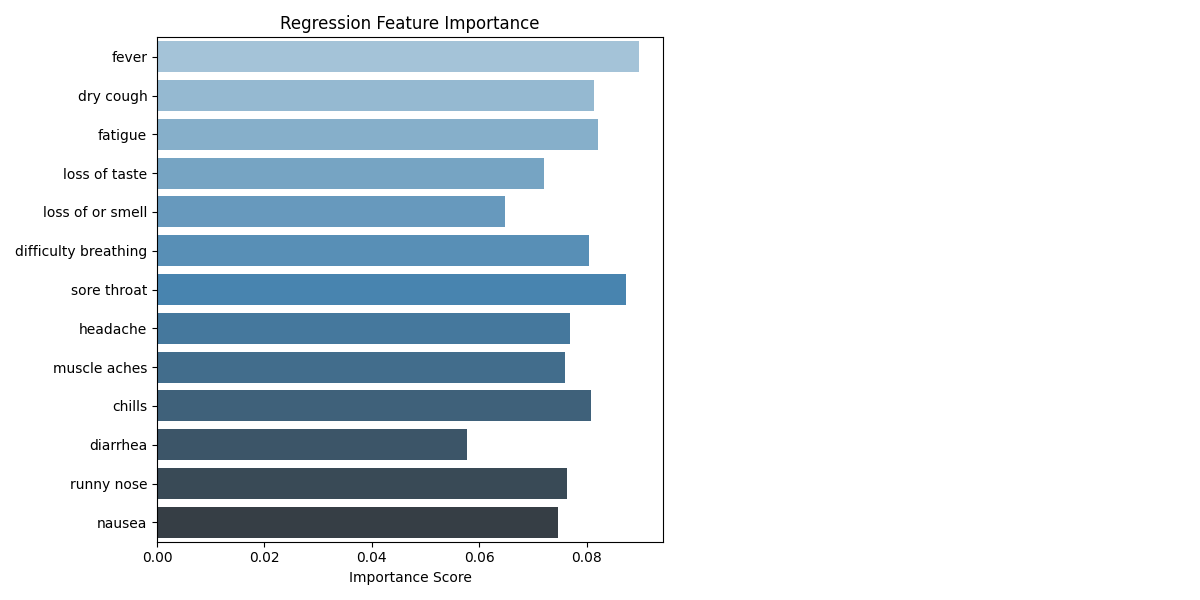 Regression Feature Importance
fever
dry cough
fatigue
loss of taste
loss of or smell
difficulty breathing
sore throat
headache
muscle aches
chills
diarrhea
runny nose
nausea
0.00 0.02 0.04 0.06 0.08
Importance Score